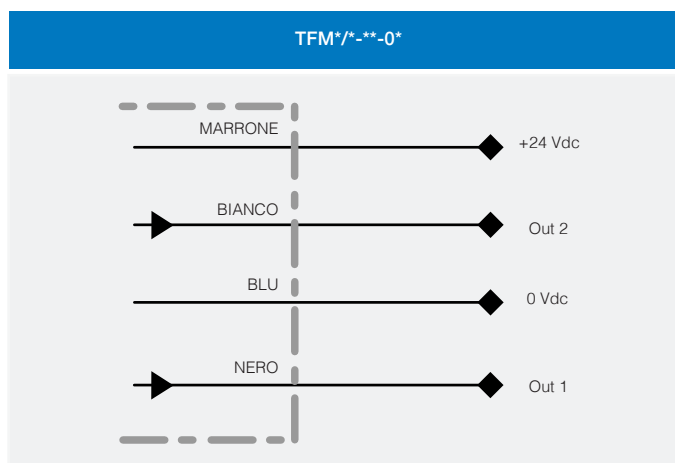 TFM*/*-**-0*
MARRONE
+24 Vdc
BIANCO
Out 2
BLU
0 Vdc
NERO
Out 1